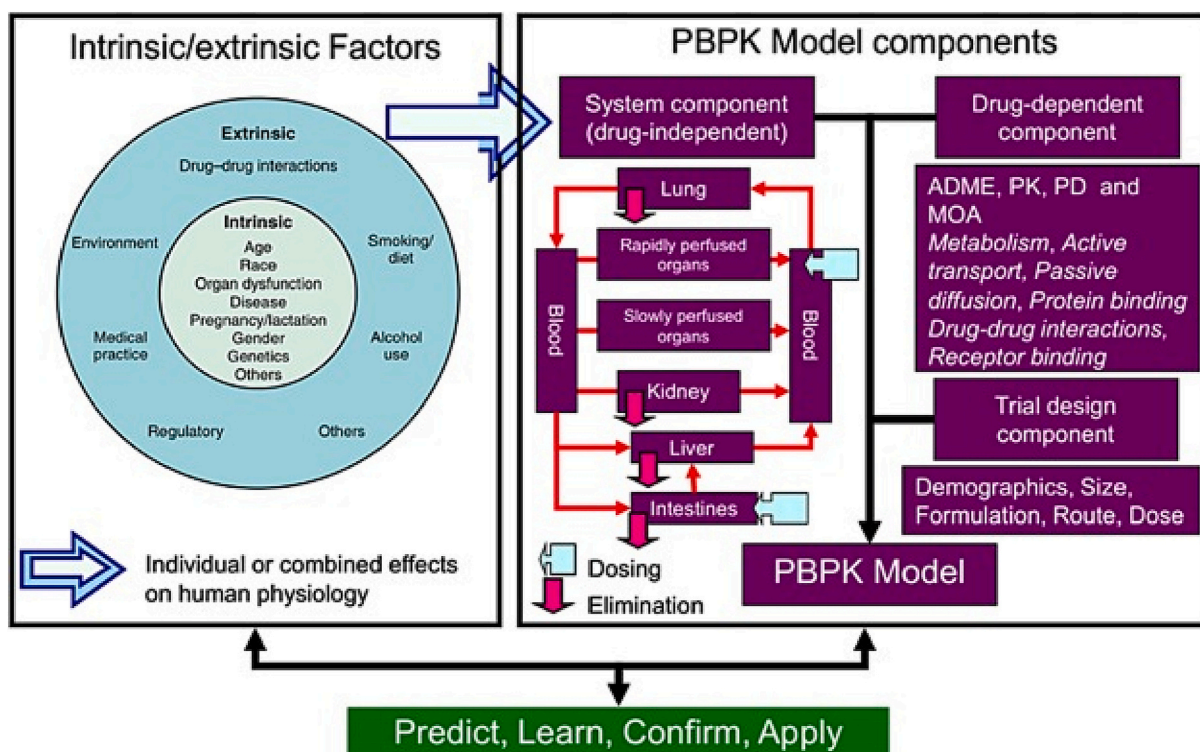 Intrinsic/extrinsic Factors
Extrinsic
Drug–drug interactions
Environment
Smoking/
diet
Medical
practice
Alcohol
use
Regulatory
Others
Intrinsic
Age
Race
Organ dysfunction
Disease
Pregnancy/lactation
Gender
Genetics
Others
Individual or combined effects
on human physiology
PBPK Model components
System component
(drug-independent)
Lung
Rapidly perfused
organs
Slowly perfused
organs
Blood
Blood
Kidney
Liver
Intestines
Dosing
Elimination
Drug-dependent
component
ADME, PK, PD and
MOA
Metabolism, Active
transport, Passive
diffusion, Protein binding
Drug-drug interactions,
Receptor binding
Trial design
component
Demographics, Size,
Formulation, Route, Dose
PBPK Model
Predict, Learn, Confirm, Apply